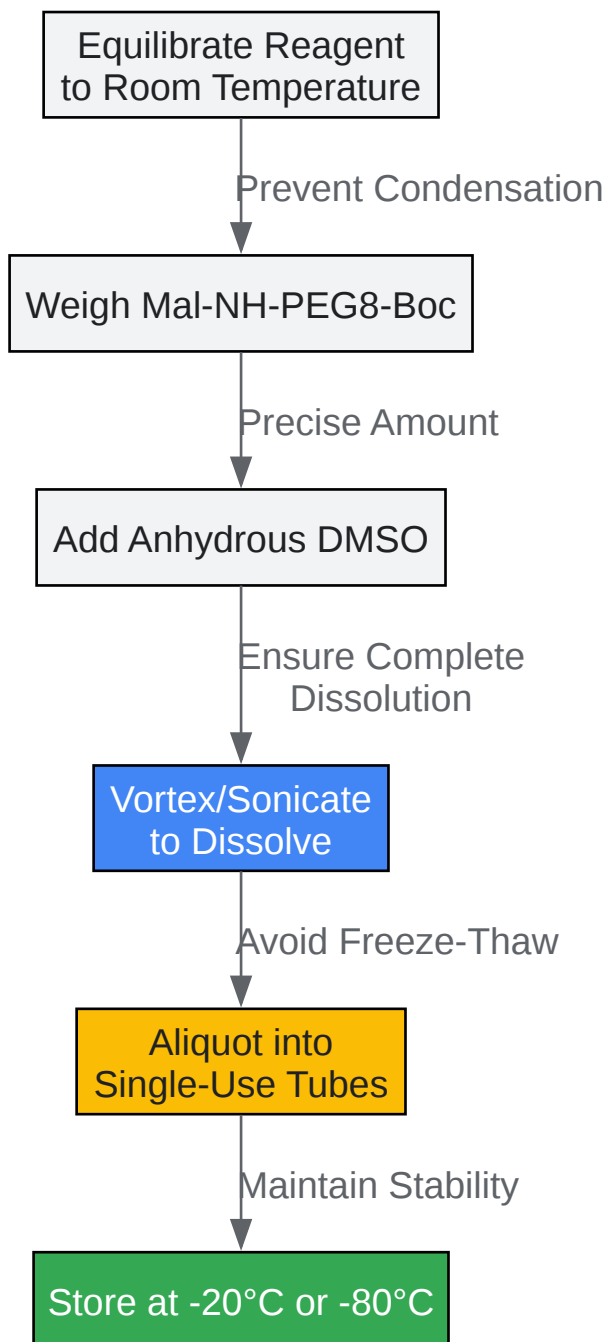 Equilibrate Reagent
to Room Temperature
Prevent Condensation
Weigh Mal-NH-PEG8-Boc
Precise Amount
Add Anhydrous DMSO
Ensure Complete
Dissolution
Vortex/Sonicate
to Dissolve
Avoid Freeze-Thaw
Aliquot into
Single-Use Tubes
Maintain Stability
Store at -20°C or -80°C